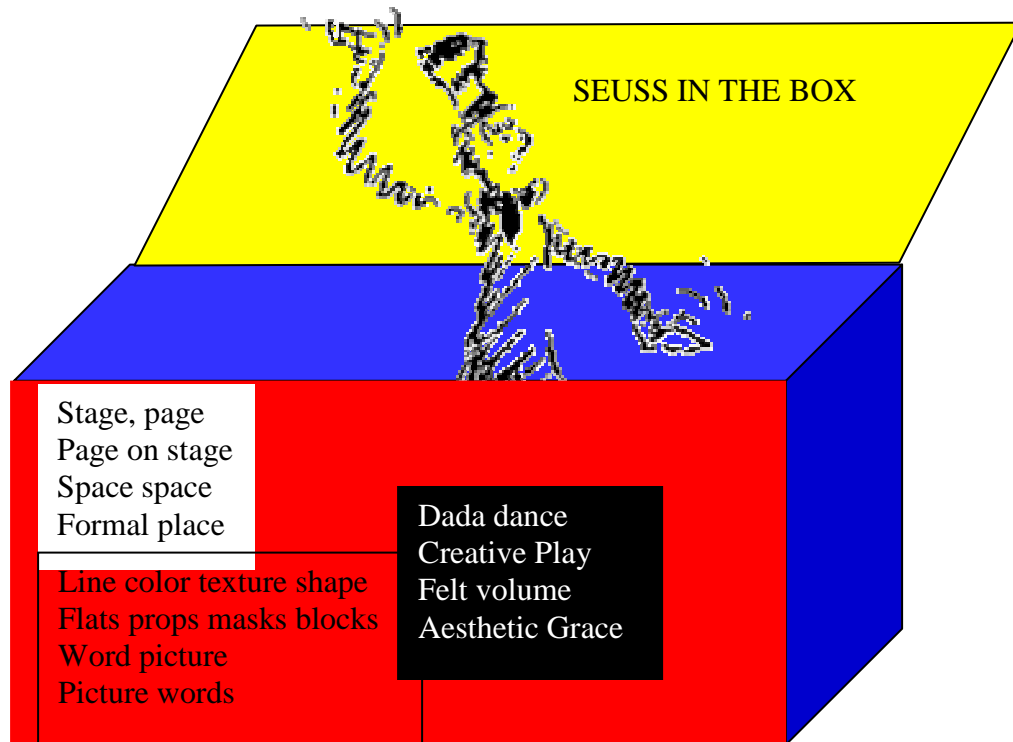 SEUSS IN THE BOX
Stage, page
Page on stage
Space space
Formal place
Line color texture shape
Flats props masks blocks
Word picture
Picture words
Dada dance
Creative Play
Felt volume
Aesthetic Grace